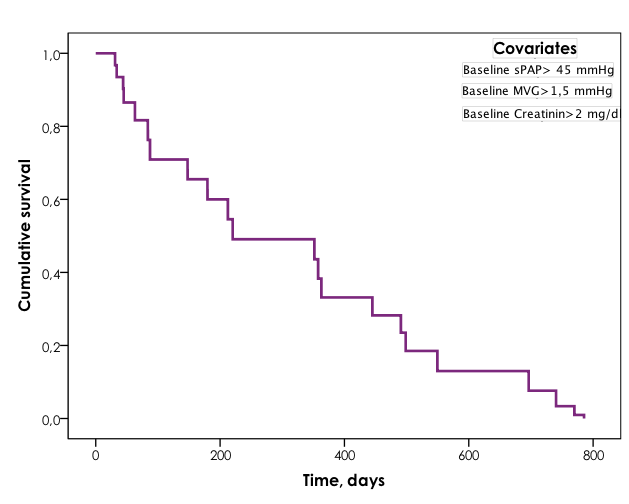 Covariates
Baseline sPAP> 45 mmHg
Baseline MVG>1,5 mmHg
Baseline Creatinin>2 mg/d
1,0
0,8
0,6
0,4
0,2
0,0
Cumulative survival
0 200 400 600 800
Time, days